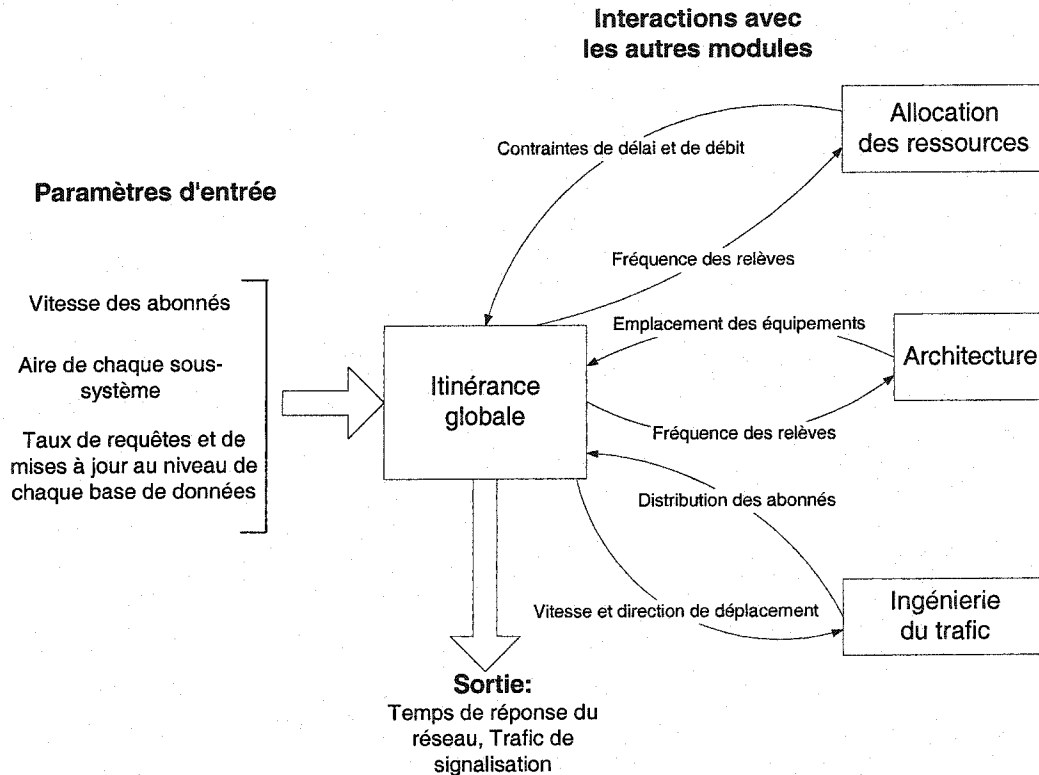 Interactions avec
les autres modules
Allocation
des ressources
Contraintes de délai et de débit
Paramètres d'entrée
Fréquence des relèves
Vitesse des abonnés
Emplacement des équipements
Architecture
Aire de chaque sous-
système
Itinérance
globale
Fréquence des relèves
Taux de requêtes et de
mises à jour au niveau de
chaque base de données
Distribution des abonnés
Vitesse et direction de déplacement
Ingénierie
du trafic
Sortie:
Temps de réponse du
réseau, Trafic de
signalisation